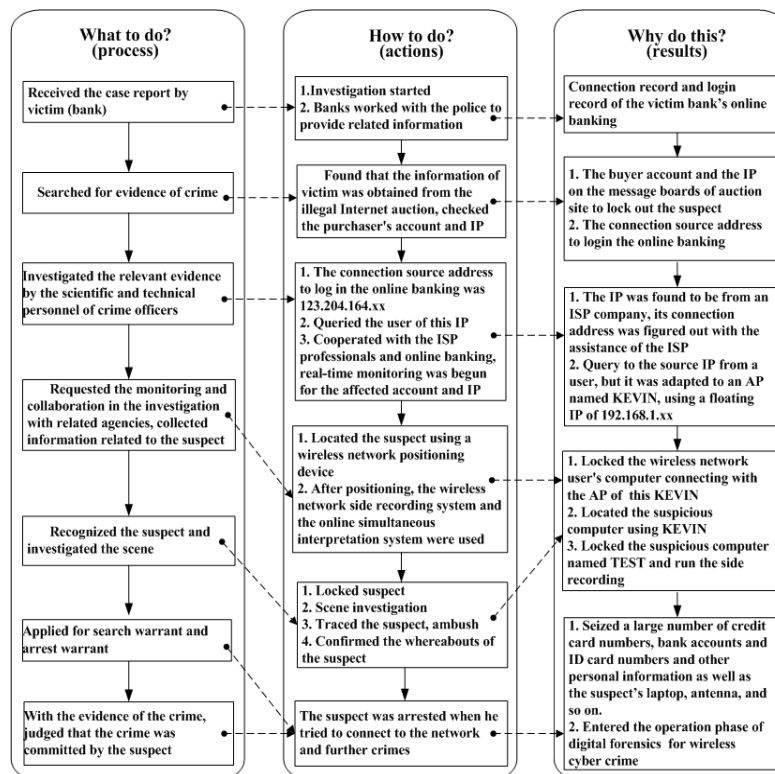 What to do?
(process)
Received the case report by
victim (bank)
Searched for evidence of crime
Investigated the relevant evidence
by the scientific and technical
personnel of crime officers
Requested the monitoring and
collaboration in the investigation
with related agencies, collected
information related to the suspect
Recognized the suspect and
investigated the scene
Applied for search warrant and
arrest warrant
With the evidence of the crime,
judged that the crime was
committed by the suspect
How to do?
(actions)
1.Investigation started
2. Banks worked with the police to
provide related information
Found that the information of
victim was obtained from the
illegal Internet auction, checked
the purchaser's account and IP
1. The connection source address
to log in the online banking was
123.204.164.xx
2. Queried the user of this IP
3. Cooperated with the ISP
professionals and online banking,
real-time monitoring was begun
for the affected account and IP
1. Located the suspect using a
wireless network positioning
device
2. After positioning, the wireless
network side recording system and
the online simultaneous
interpretation system were used
1. Locked suspect
2. Scene investigation
3. Traced the suspect, ambush
4. Confirmed the whereabouts of
the suspect
The suspect was arrested when he
tried to connect to the network
and further crimes
Why do this?
(results)
Connection record and login
record of the victim bank's online
banking
1. The buyer account and the IP
on the message boards of auction
site to lock out the suspect
2. The connection source address
to login the online banking
1. The IP was found to be from an
ISP company, its connection
address was figured out with the
assistance of the ISP
2. Query to the source IP from a
user, but it was adapted to an AP
named KEVIN, using a floating
IP of 192.168.1.xx
1. Locked the wireless network
user's computer connecting with
the AP of this KEVIN
2. Located the suspicious
computer using KEVIN
3. Locked the suspicious computer
named TEST and run the side
recording
1. Seized a large number of credit
card numbers, bank accounts and
ID card numbers and other
personal information as well as
the suspect's laptop, antenna, and
so on.
2. Entered the operation phase of
digital forensics for wireless
cyber crime